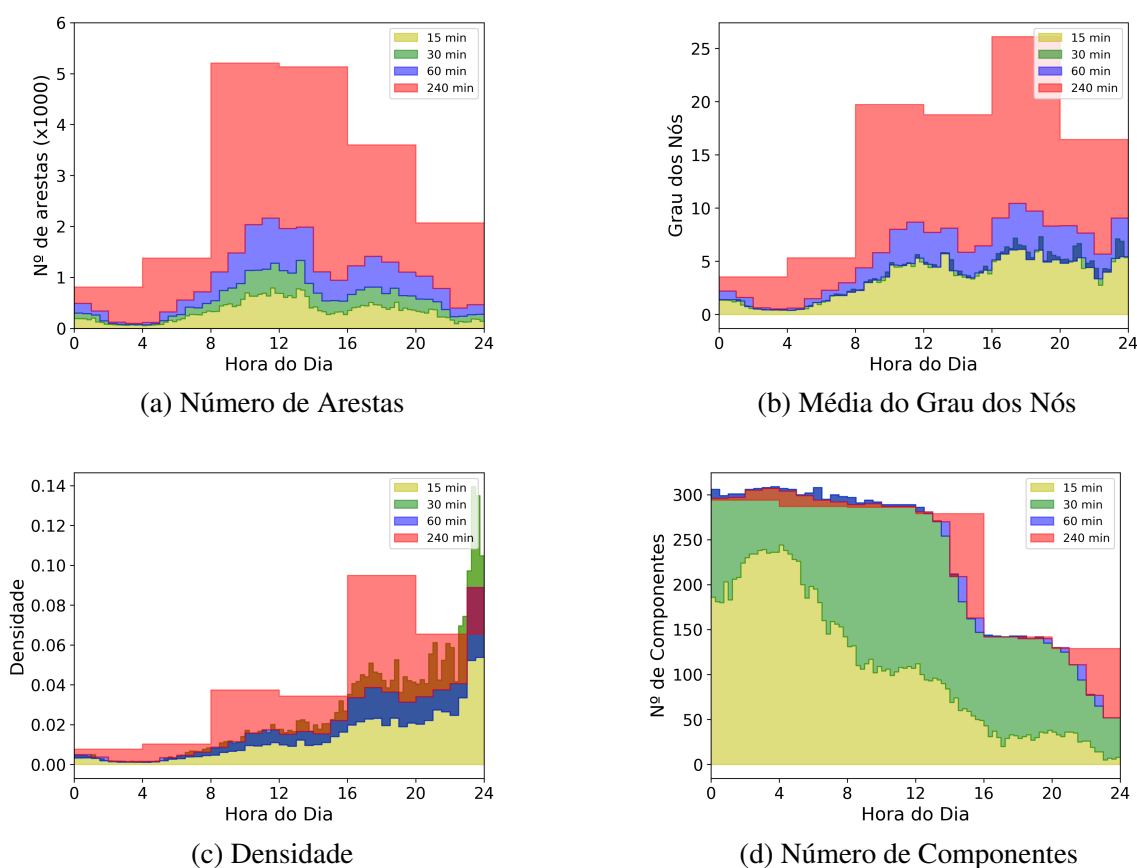 6
5
4
3
2
1
0
Nº de arestas (x1000)
15 min
30 min
60 min
240 min
0 4 8 12 16 20 24
Hora do Dia
(a) Número de Arestas
25
20
15
10
5
0
Grau dos Nós
15 min
30 min
60 min
240 min
0 4 8 12 16 20 24
Hora do Dia
(b) Média do Grau dos Nós
0.14
0.12
0.10
0.08
0.06
0.04
0.02
0.00
Densidade
15 min
30 min
60 min
240 min
0 4 8 12 16 20 24
Hora do Dia
(c) Densidade
300
250
200
150
100
50
0
Nº de Componentes
15 min
30 min
60 min
240 min
0 4 8 12 16 20 24
Hora do Dia
(d) Número de Componentes